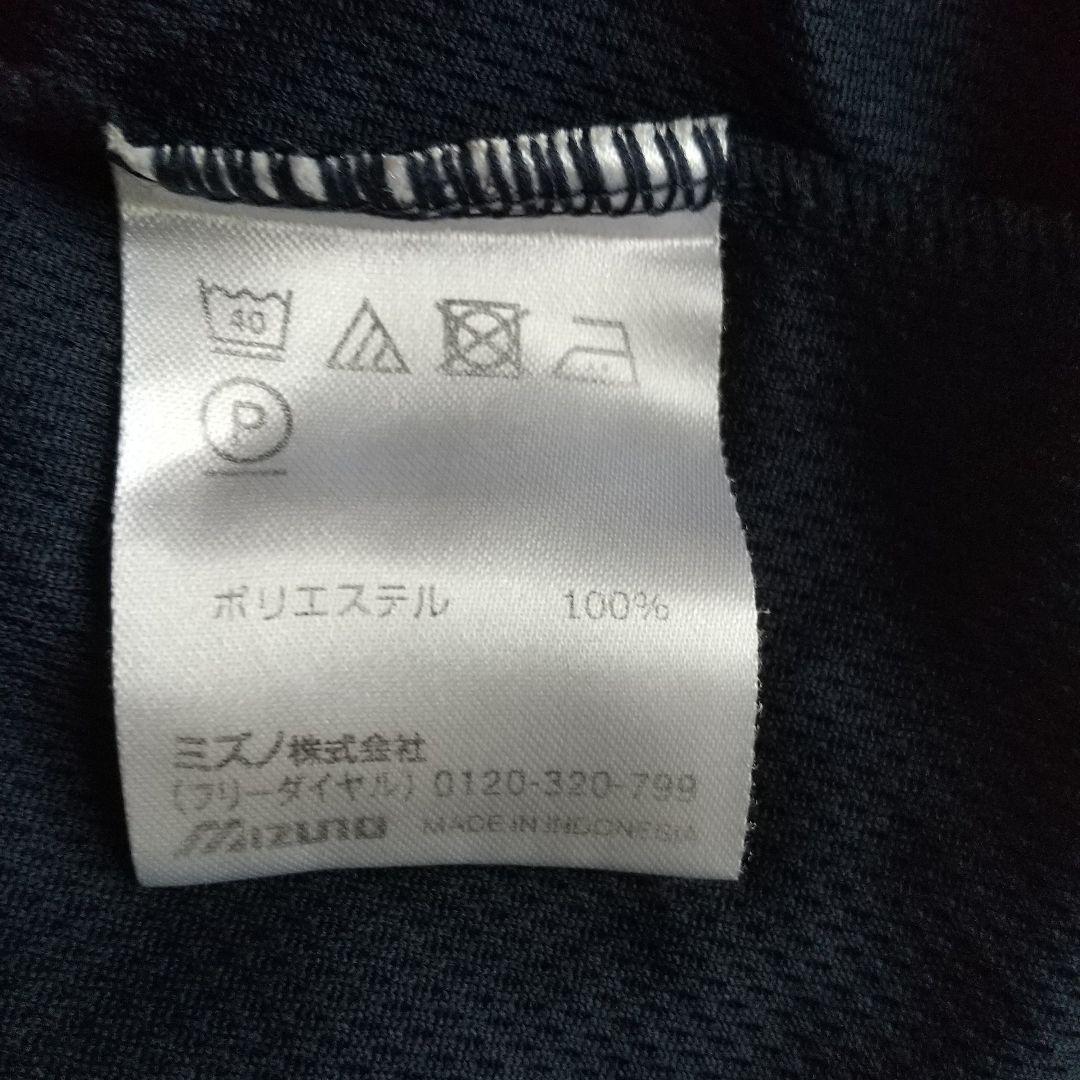 40
P
ポリエステル 100%
ミズノ株式会社
(フリーダイヤル) 0120-320-799
Mizuno MADE IN INDONESIA